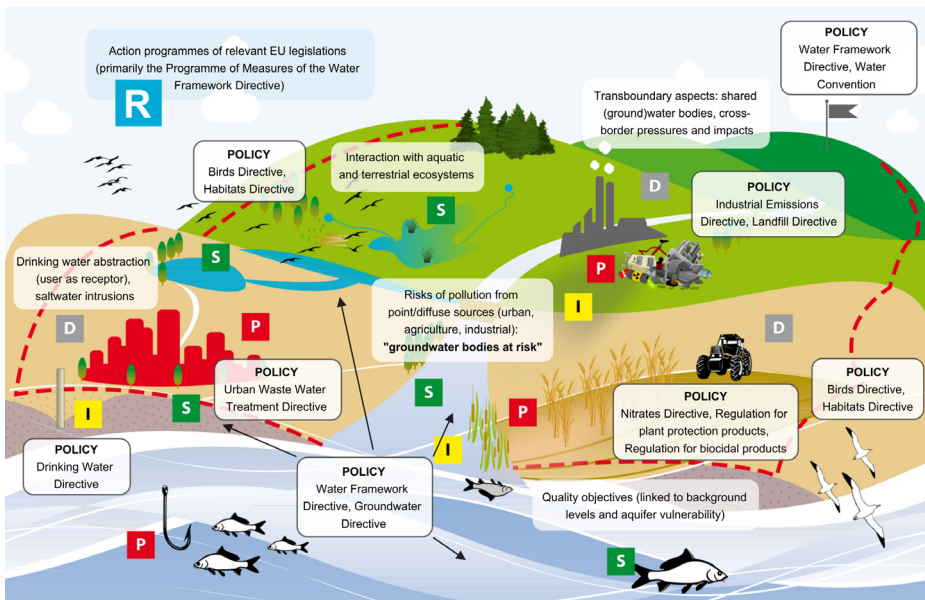 Action programmes of relevant EU legislations
(primarily the Programme of Measures of the Water
Framework Directive)
R
POLICY
Water Framework
Directive, Water
Convention
Transboundary aspects: shared
(ground)water bodies, cross-
border pressures and impacts
POLICY
Birds Directive,
Habitats Directive
Interaction with aquatic
and terrestrial ecosystems
S
D
POLICY
Industrial Emissions
Directive, Landfill Directive
Drinking water abstraction
(user as receptor),
saltwater intrusions
S
P
I
Risks of pollution from
point/diffuse sources (urban,
agriculture, industrial):
"groundwater bodies at risk"
D
P
D
POLICY
Urban Waste Water
Treatment Directive
S
I
S
P
POLICY
Nitrates Directive, Regulation for
plant protection products,
Regulation for biocidal products
POLICY
Birds Directive,
Habitats Directive
POLICY
Drinking Water
Directive
I
POLICY
Water Framework
Directive, Groundwater
Directive
Quality objectives (linked to background
levels and aquifer vulnerability)
P
S